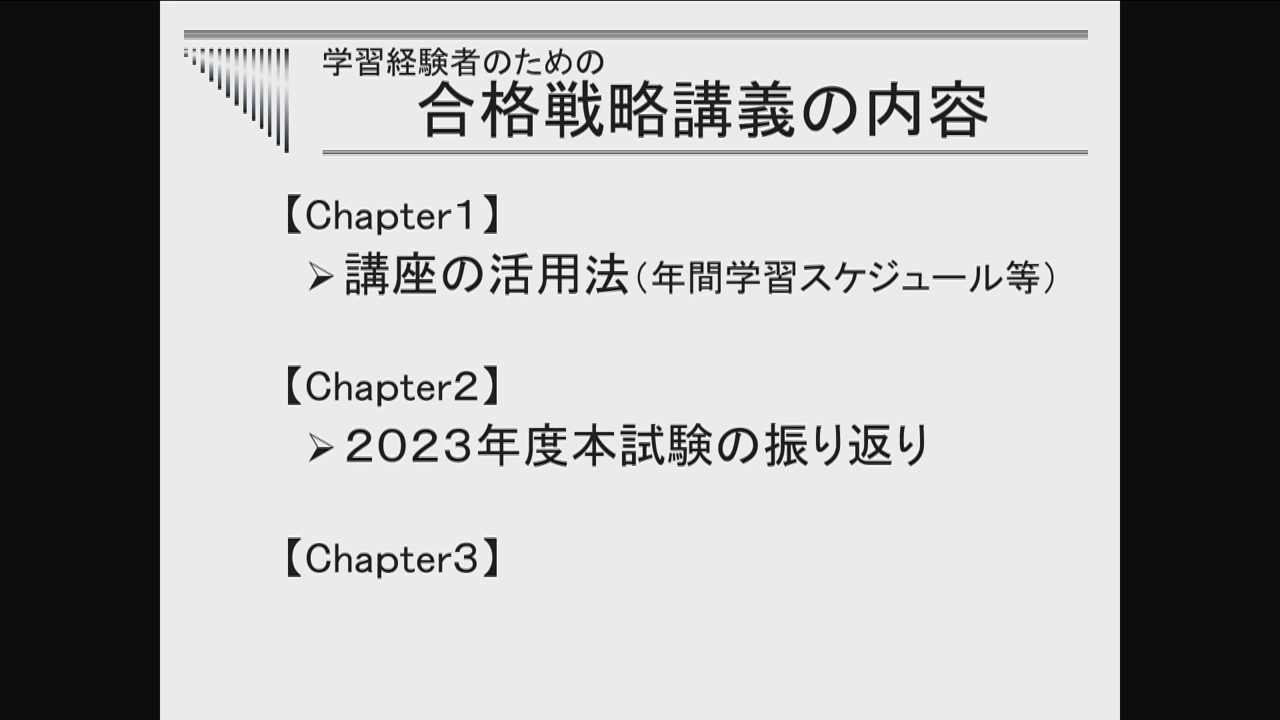 学習経験者のための
合格戦略講義の内容
【Chapter１】
➢講座の活用法（年間学習スケジュール等）
【Chapter２】
➢２０２３年度本試験の振り返り
【Chapter３】